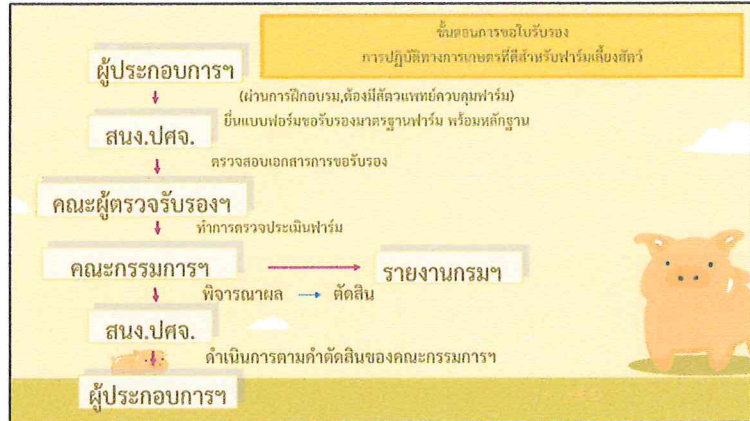 ขั้นตอนการขอใบรับรอง
การปฏิบัติทางการเกษตรที่ดีสำหรับฟาร์มเลี้ยงสัตว์
ผู้ประกอบการฯ
(ผ่านการฝึกอบรม,ต้องมีสัตวแพทย์ควบคุมฟาร์ม)
ยื่นแบบฟอร์มขอรับรองมาตรฐานฟาร์ม พร้อมหลักฐาน
สนง.ปศจ.
ตรวจสอบเอกสารการขอรับรอง
คณะผู้ตรวจรับรองฯ
ทำการตรวจประเมินฟาร์ม
คณะกรรมการฯ
รายงานกรมฯ
พิจารณาผล → ตัดสิน
สนง.ปศจ.
ดำเนินการตามคำตัดสินของคณะกรรมการฯ
ผู้ประกอบการฯ